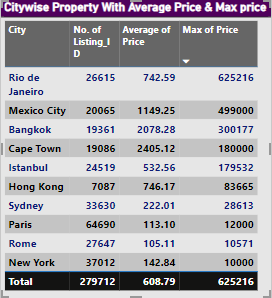 Citywise Property With Average Price & Max price
City No. of Listing_ID Average of Price Max of Price
Rio de Janeiro 26615 742.59 625216
Mexico City 20065 1149.25 499000
Bangkok 19361 2078.28 300177
Cape Town 19086 2405.12 180000
Istanbul 24519 532.56 179532
Hong Kong 7087 746.17 83665
Sydney 33630 222.01 28613
Paris 64690 113.10 12000
Rome 27647 105.11 10571
New York 37012 142.84 10000
Total 279712 608.79 625216